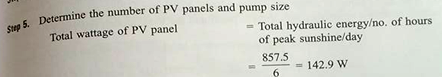 Step 5. Determine the number of PV panels and pump size
Total wattage of PV panel = Total hydraulic energy/no. of hours
of peak sunshine/day
= 857.5 / 6 = 142.9 W